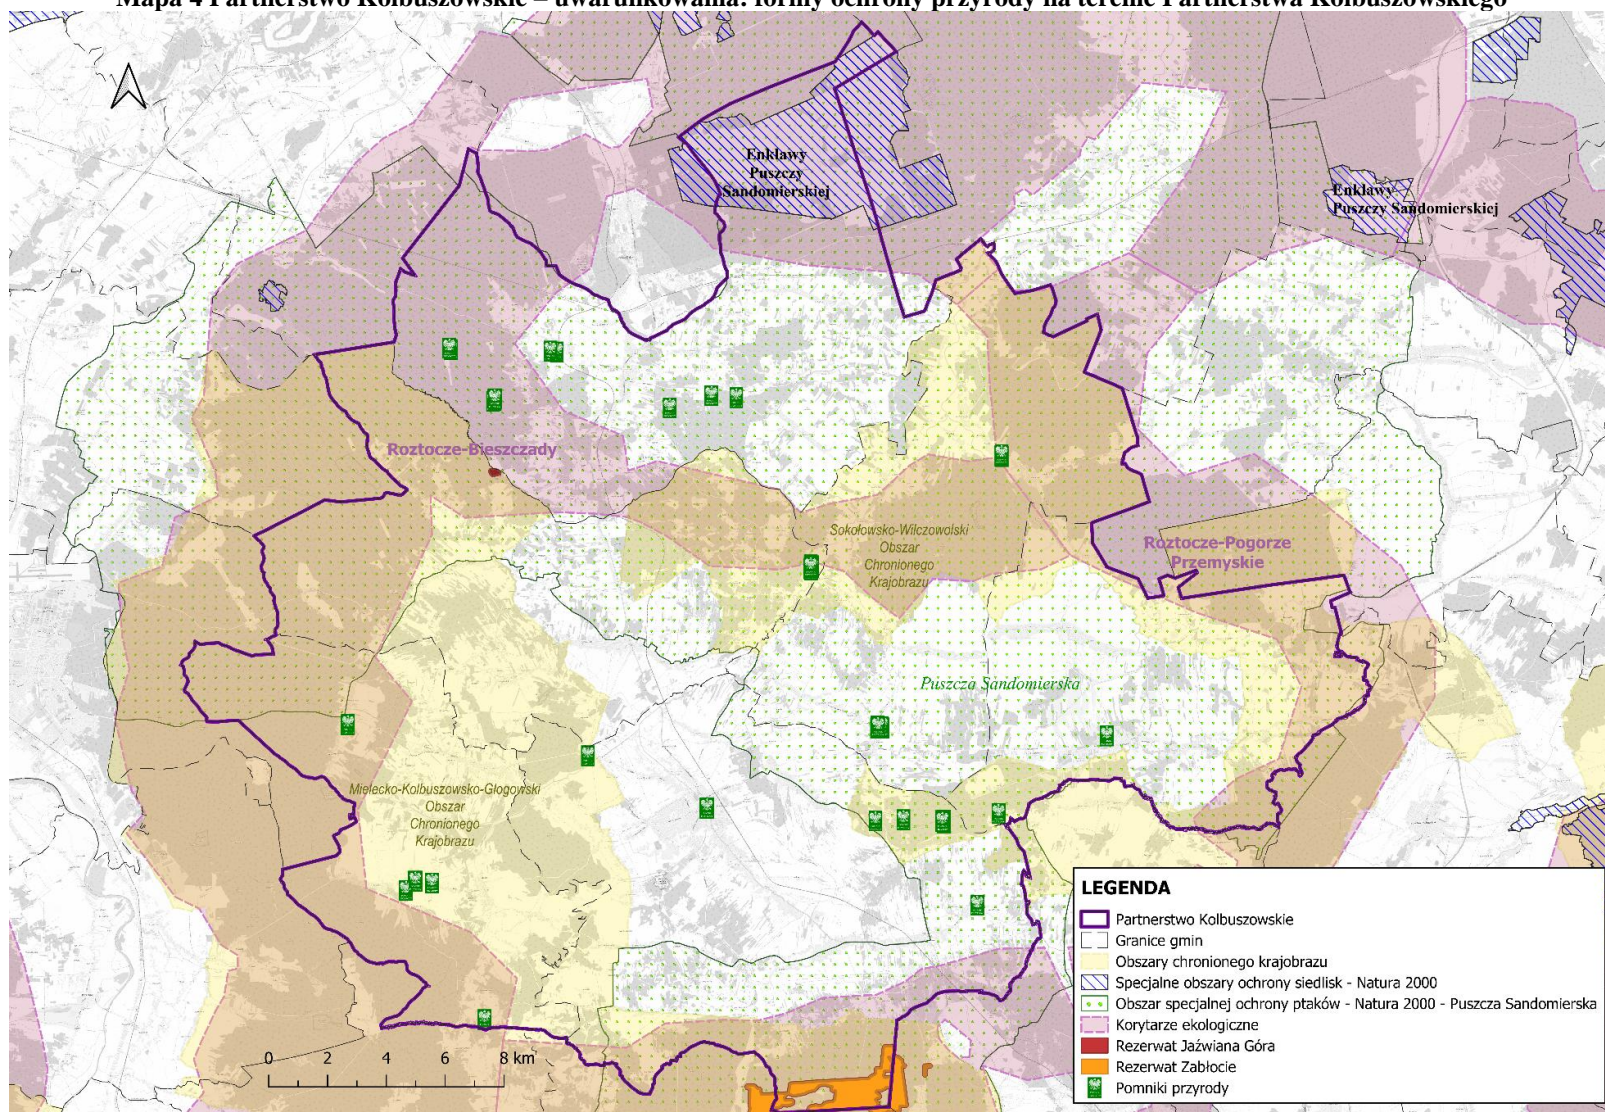 Mapa 4 Partnerstwo Kolbuszowskie – uwarunkowania: formy ochrony przyrody na terenie Partnerstwa Kolbuszowskiego
Enklawy
Puszczy
Sandomierskiej
Enklawy
Puszczy Sandomierskiej
Roztocze-Bieszczady
Sokołowsko-Wilczowolski
Obszar
Chronionego
Krajobrazu
Roztocze-Pogorze
Przemyskie
Puszcza Sandomierska
Mielecko-Kolbuszowsko-Głogowski
Obszar
Chronionego
Krajobrazu
0 2 4 6 8 km
LEGENDA
Partnerstwo Kolbuszowskie
Granice gmin
Obszary chronionego krajobrazu
Specjalne obszary ochrony siedlisk - Natura 2000
Obszar specjalnej ochrony ptaków - Natura 2000 - Puszcza Sandomierska
Korytarze ekologiczne
Rezerwat Jaźwiana Góra
Rezerwat Zabłocie
Pomniki przyrody